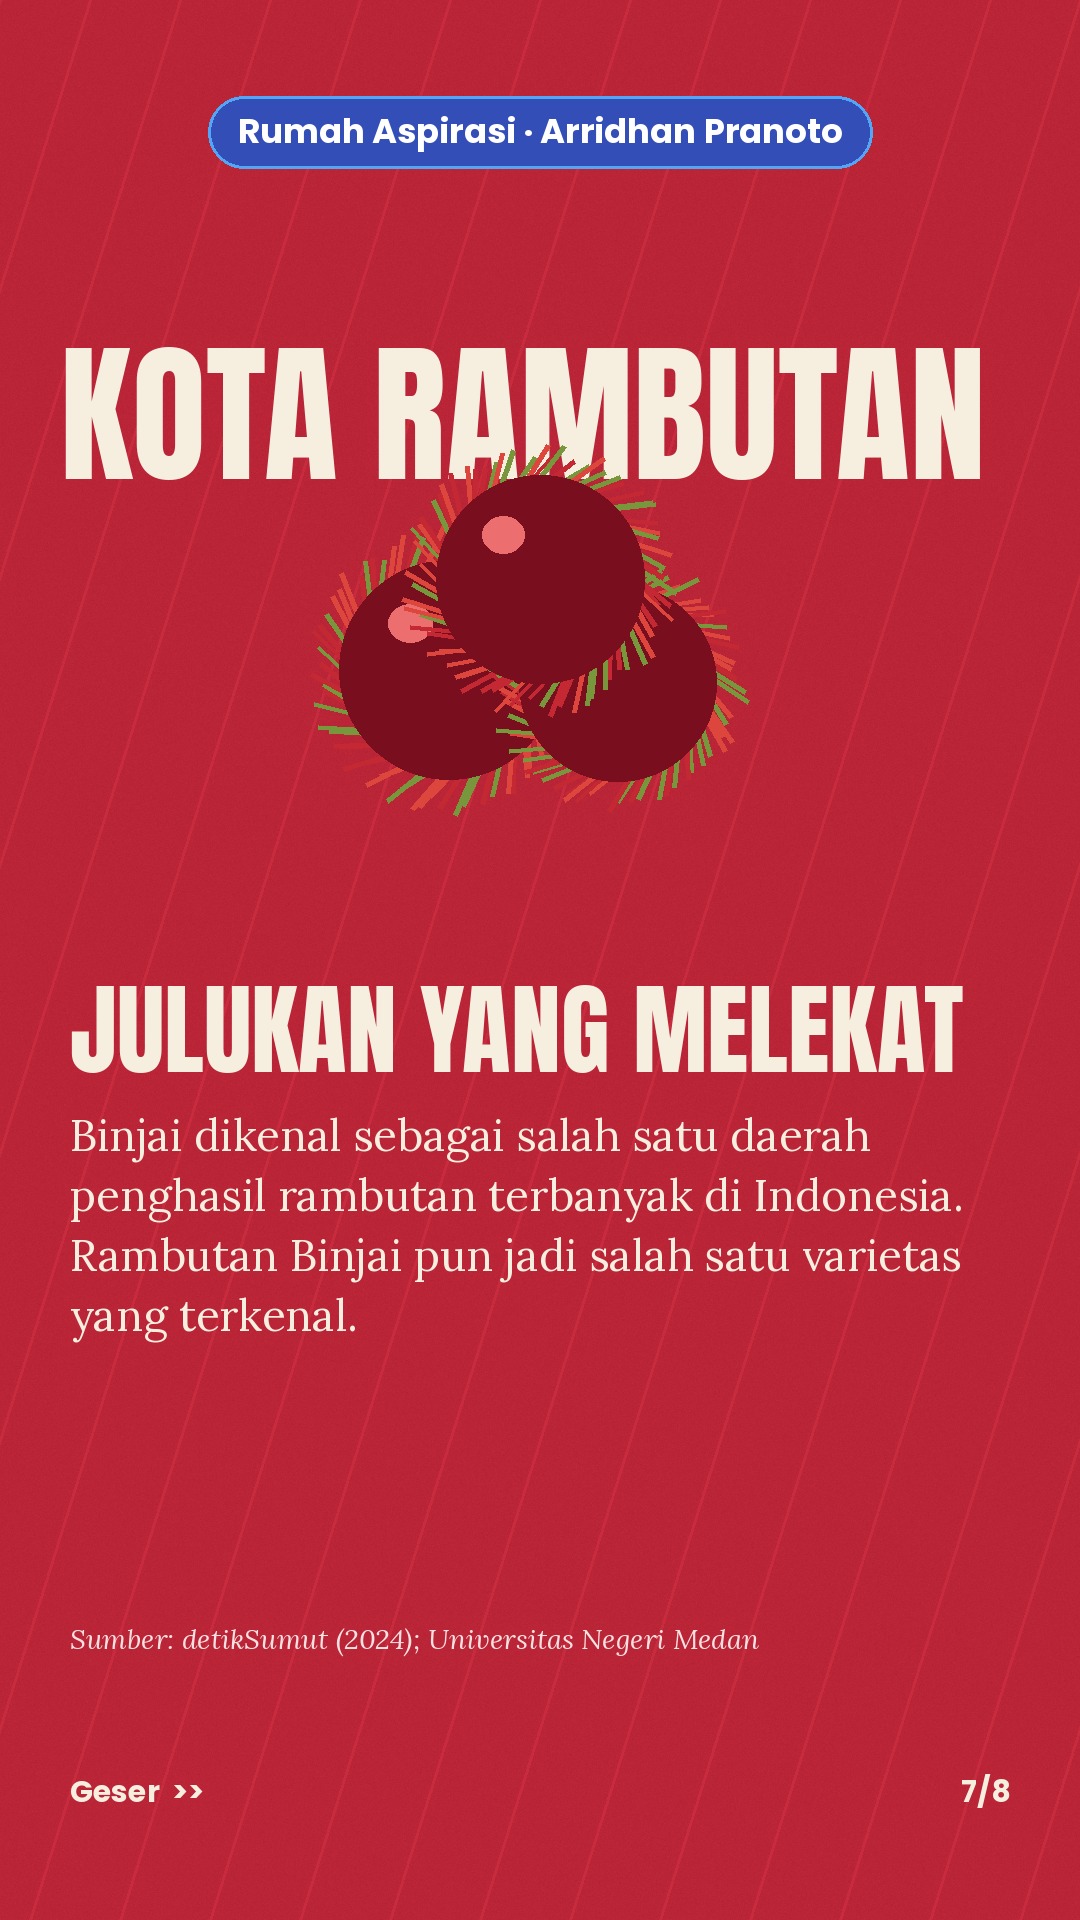 Rumah Aspirasi · Arridhan Pranoto
KOTA RAMBUTAN
JULUKAN YANG MELEKAT
Binjai dikenal sebagai salah satu daerah
penghasil rambutan terbanyak di Indonesia.
Rambutan Binjai pun jadi salah satu varietas
yang terkenal.
Sumber: detikSumut (2024); Universitas Negeri Medan
Geser >>
7/8